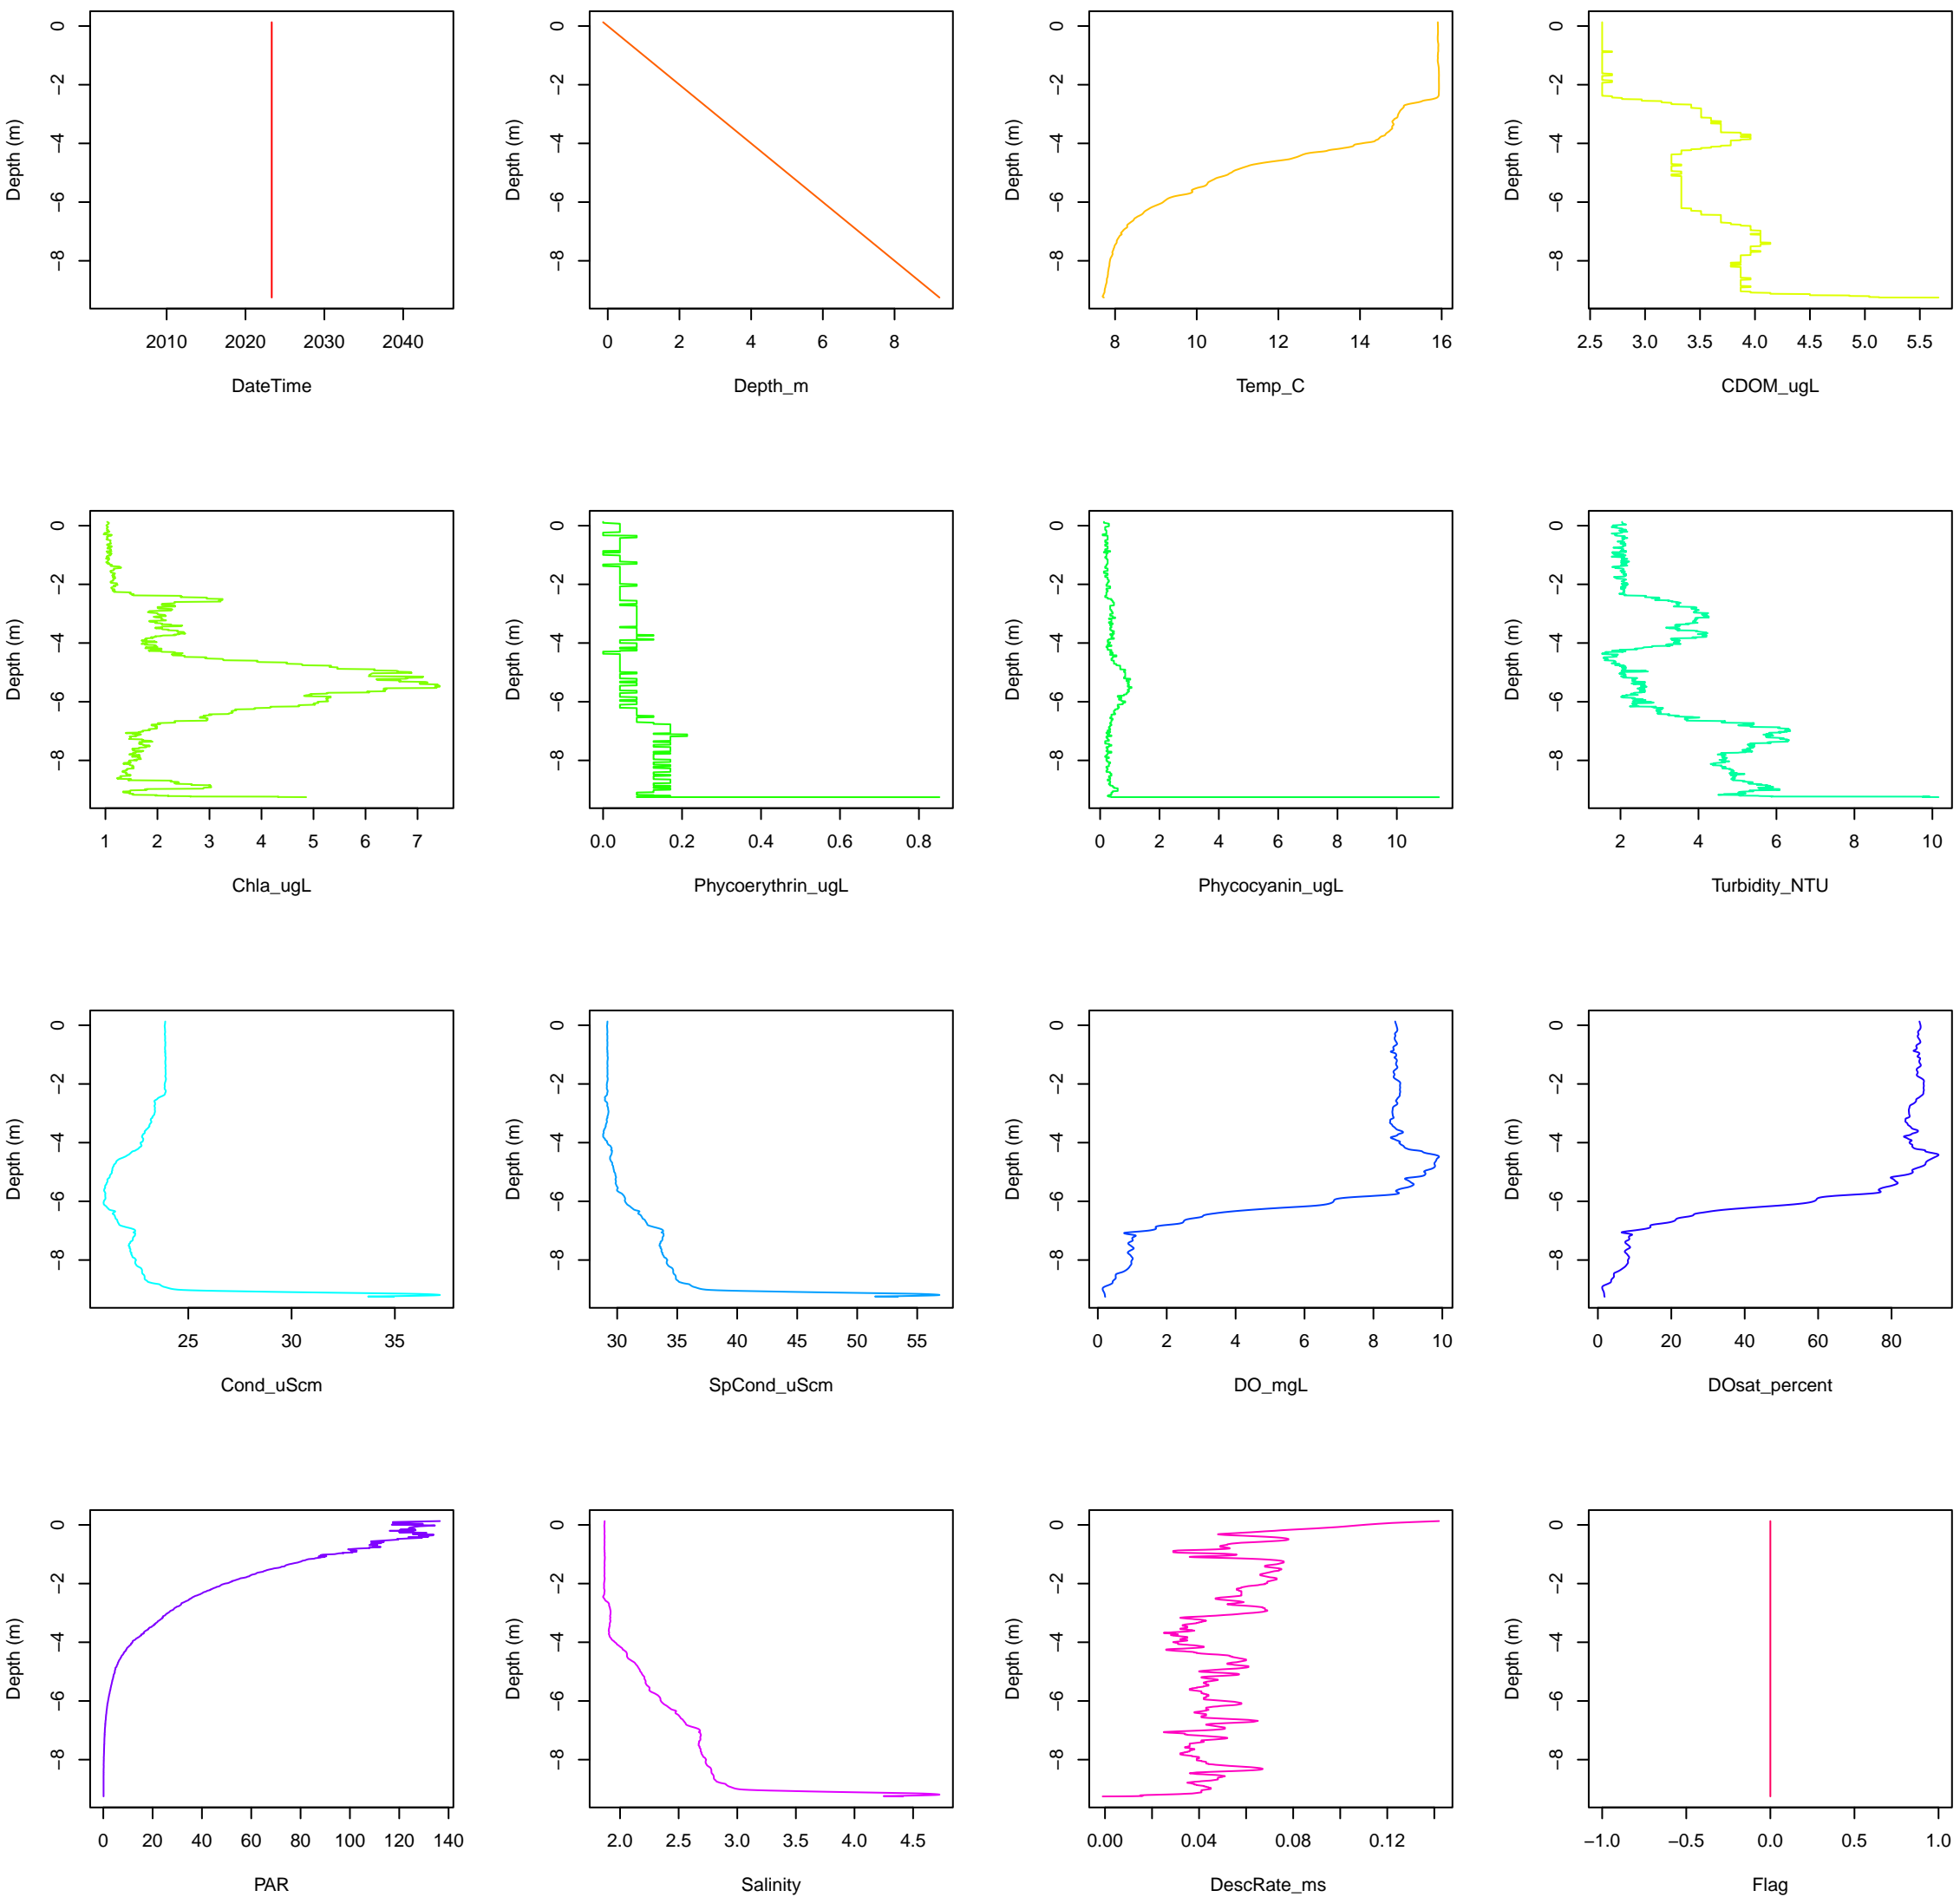 Depth (m)
0
−2
−4
−6
−8
2010 2020 2030 2040
DateTime
Depth (m)
0
−2
−4
−6
−8
0 2 4 6 8
Depth_m
Depth (m)
0
−2
−4
−6
−8
8 10 12 14 16
Temp_C
Depth (m)
0
−2
−4
−6
−8
2.5 3.0 3.5 4.0 4.5 5.0 5.5
CDOM_ugL
Depth (m)
0
−2
−4
−6
−8
1 2 3 4 5 6 7
Chla_ugL
Depth (m)
0
−2
−4
−6
−8
0.0 0.2 0.4 0.6 0.8
Phycoerythrin_ugL
Depth (m)
0
−2
−4
−6
−8
0 2 4 6 8 10
Phycocyanin_ugL
Depth (m)
0
−2
−4
−6
−8
2 4 6 8 10
Turbidity_NTU
Depth (m)
0
−2
−4
−6
−8
25 30 35
Cond_uScm
Depth (m)
0
−2
−4
−6
−8
30 35 40 45 50 55
SpCond_uScm
Depth (m)
0
−2
−4
−6
−8
0 2 4 6 8 10
DO_mgL
Depth (m)
0
−2
−4
−6
−8
0 20 40 60 80
DOsat_percent
Depth (m)
0
−2
−4
−6
−8
0 20 40 60 80 100 120 140
PAR
Depth (m)
0
−2
−4
−6
−8
2.0 2.5 3.0 3.5 4.0 4.5
Salinity
Depth (m)
0
−2
−4
−6
−8
0.00 0.04 0.08 0.12
DescRate_ms
Depth (m)
0
−2
−4
−6
−8
−1.0 −0.5 0.0 0.5 1.0
Flag